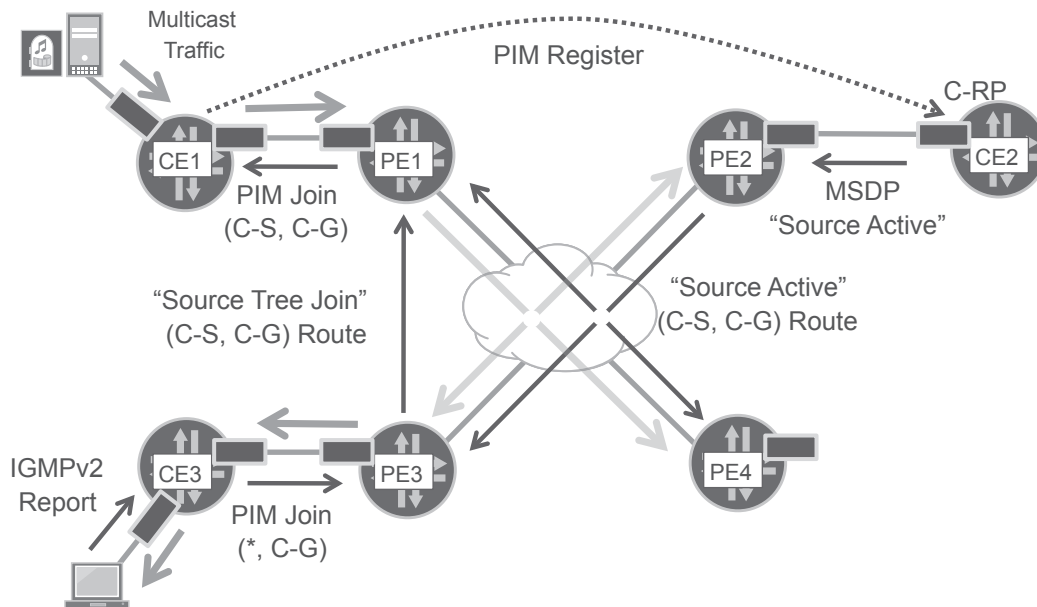 Multicast
Traffic
PIM Register
C-RP
CE1
PE1
PE2
CE2
PIM Join
(C-S, C-G)
MSDP
“Source Active”
“Source Tree Join”
(C-S, C-G) Route
“Source Active”
(C-S, C-G) Route
IGMPv2
Report
CE3
PE3
PE4
PIM Join
(*, C-G)